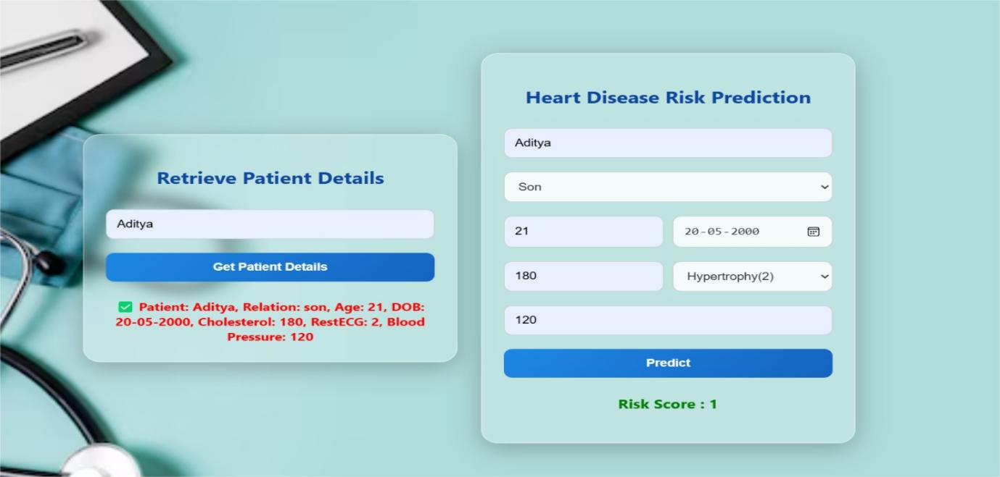 Retrieve Patient Details
Aditya
Get Patient Details
✅ Patient: Aditya, Relation: son, Age: 21, DOB:
20-05-2000, Cholesterol: 180, RestECG: 2, Blood
Pressure: 120
Heart Disease Risk Prediction
Aditya
Son
21
20-05-2000
180
Hypertrophy(2)
120
Predict
Risk Score : 1